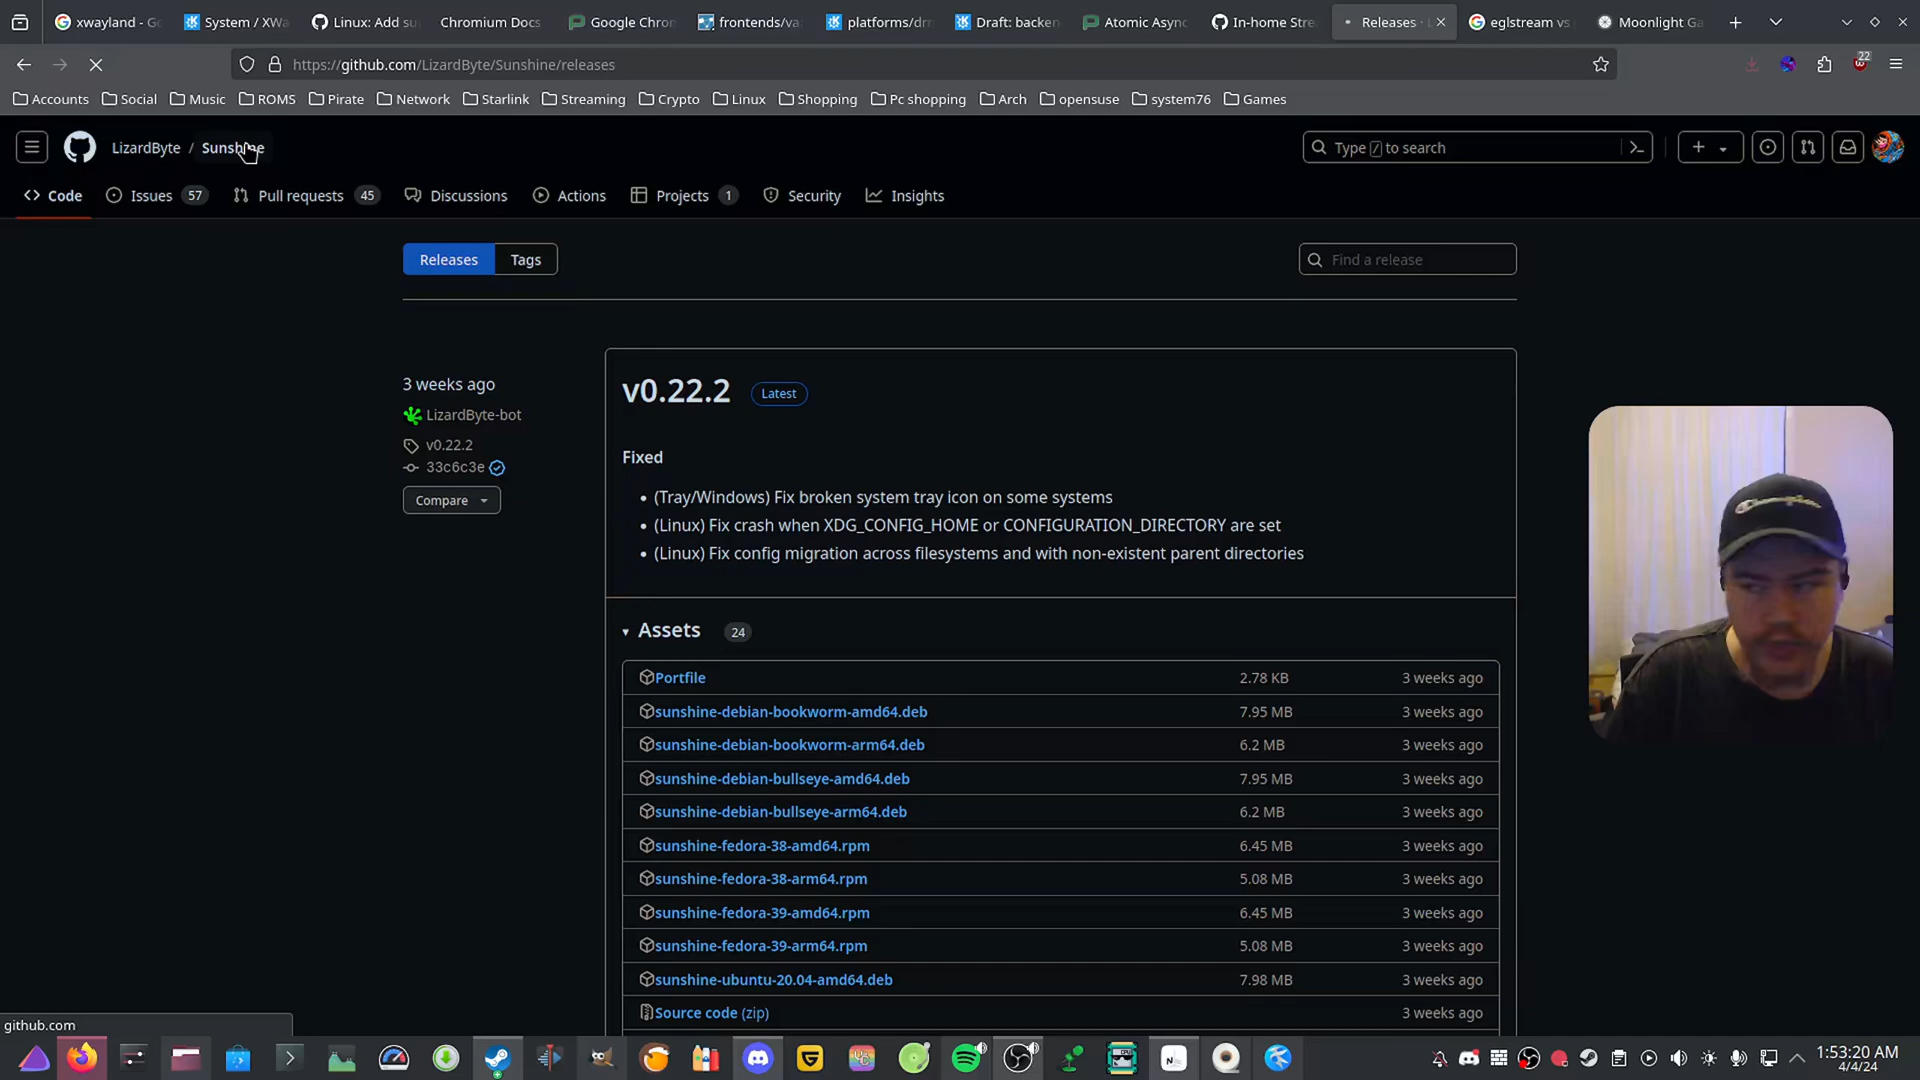 xwayland - Go
System / XWa
Linux: Add su
Chromium Docs
Google Chro
frontends/va
platforms/dr
Draft: backen
Atomic Async
In-home Stre
Releases · L
eglstream vs
Moonlight Ga
https://github.com/LizardByte/Sunshine/releases
22
Accounts Social Music ROMS Pirate Network Starlink Streaming Crypto Linux Shopping Pc shopping Arch opensuse system76 Games
LizardByte / Sunshine
Type / to search
Code Issues 57 Pull requests 45 Discussions Actions Projects 1 Security Insights
Releases Tags
Find a release
3 weeks ago
LizardByte-bot
v0.22.2
33c6c3e
Compare
v0.22.2 Latest
Fixed
• (Tray/Windows) Fix broken system tray icon on some systems
• (Linux) Fix crash when XDG_CONFIG_HOME or CONFIGURATION_DIRECTORY are set
• (Linux) Fix config migration across filesystems and with non-existent parent directories
Assets 24
Portfile 2.78 KB 3 weeks ago
sunshine-debian-bookworm-amd64.deb 7.95 MB 3 weeks ago
sunshine-debian-bookworm-arm64.deb 6.2 MB 3 weeks ago
sunshine-debian-bullseye-amd64.deb 7.95 MB 3 weeks ago
sunshine-debian-bullseye-arm64.deb 6.2 MB 3 weeks ago
sunshine-fedora-38-amd64.rpm 6.45 MB 3 weeks ago
sunshine-fedora-38-arm64.rpm 5.08 MB 3 weeks ago
sunshine-fedora-39-amd64.rpm 6.45 MB 3 weeks ago
sunshine-fedora-39-arm64.rpm 5.08 MB 3 weeks ago
sunshine-ubuntu-20.04-amd64.deb 7.98 MB 3 weeks ago
Source code (zip) 3 weeks ago
github.com
1:53:20 AM
4/4/24